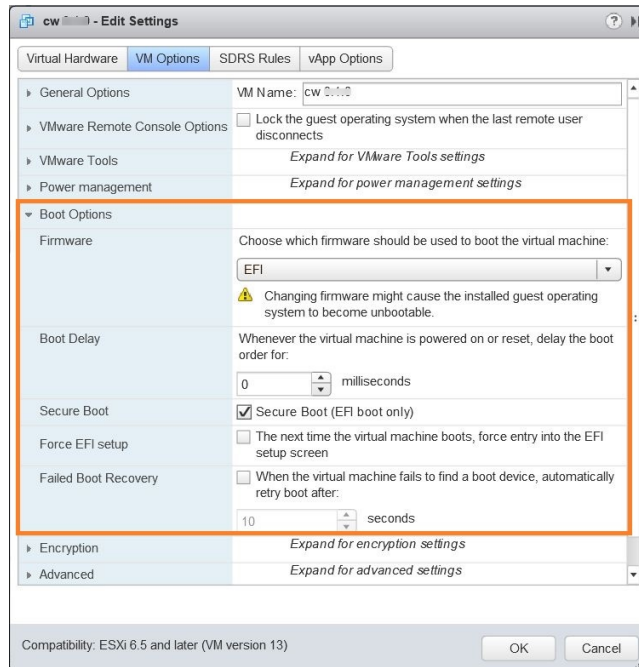 cw - Edit Settings
?
Virtual Hardware VM Options SDRS Rules vApp Options
General Options VM Name: cw
VMware Remote Console Options Lock the guest operating system when the last remote user
disconnects
VMware Tools Expand for VMware Tools settings
Power management Expand for power management settings
Boot Options
Firmware Choose which firmware should be used to boot the virtual machine:
EFI
Changing firmware might cause the installed guest operating
system to become unbootable.
Boot Delay Whenever the virtual machine is powered on or reset, delay the boot
order for:
0 milliseconds
Secure Boot Secure Boot (EFI boot only)
Force EFI setup The next time the virtual machine boots, force entry into the EFI
setup screen
Failed Boot Recovery When the virtual machine fails to find a boot device, automatically
retry boot after:
10 seconds
Encryption Expand for encryption settings
Advanced Expand for advanced settings
Compatibility: ESXi 6.5 and later (VM version 13) OK Cancel